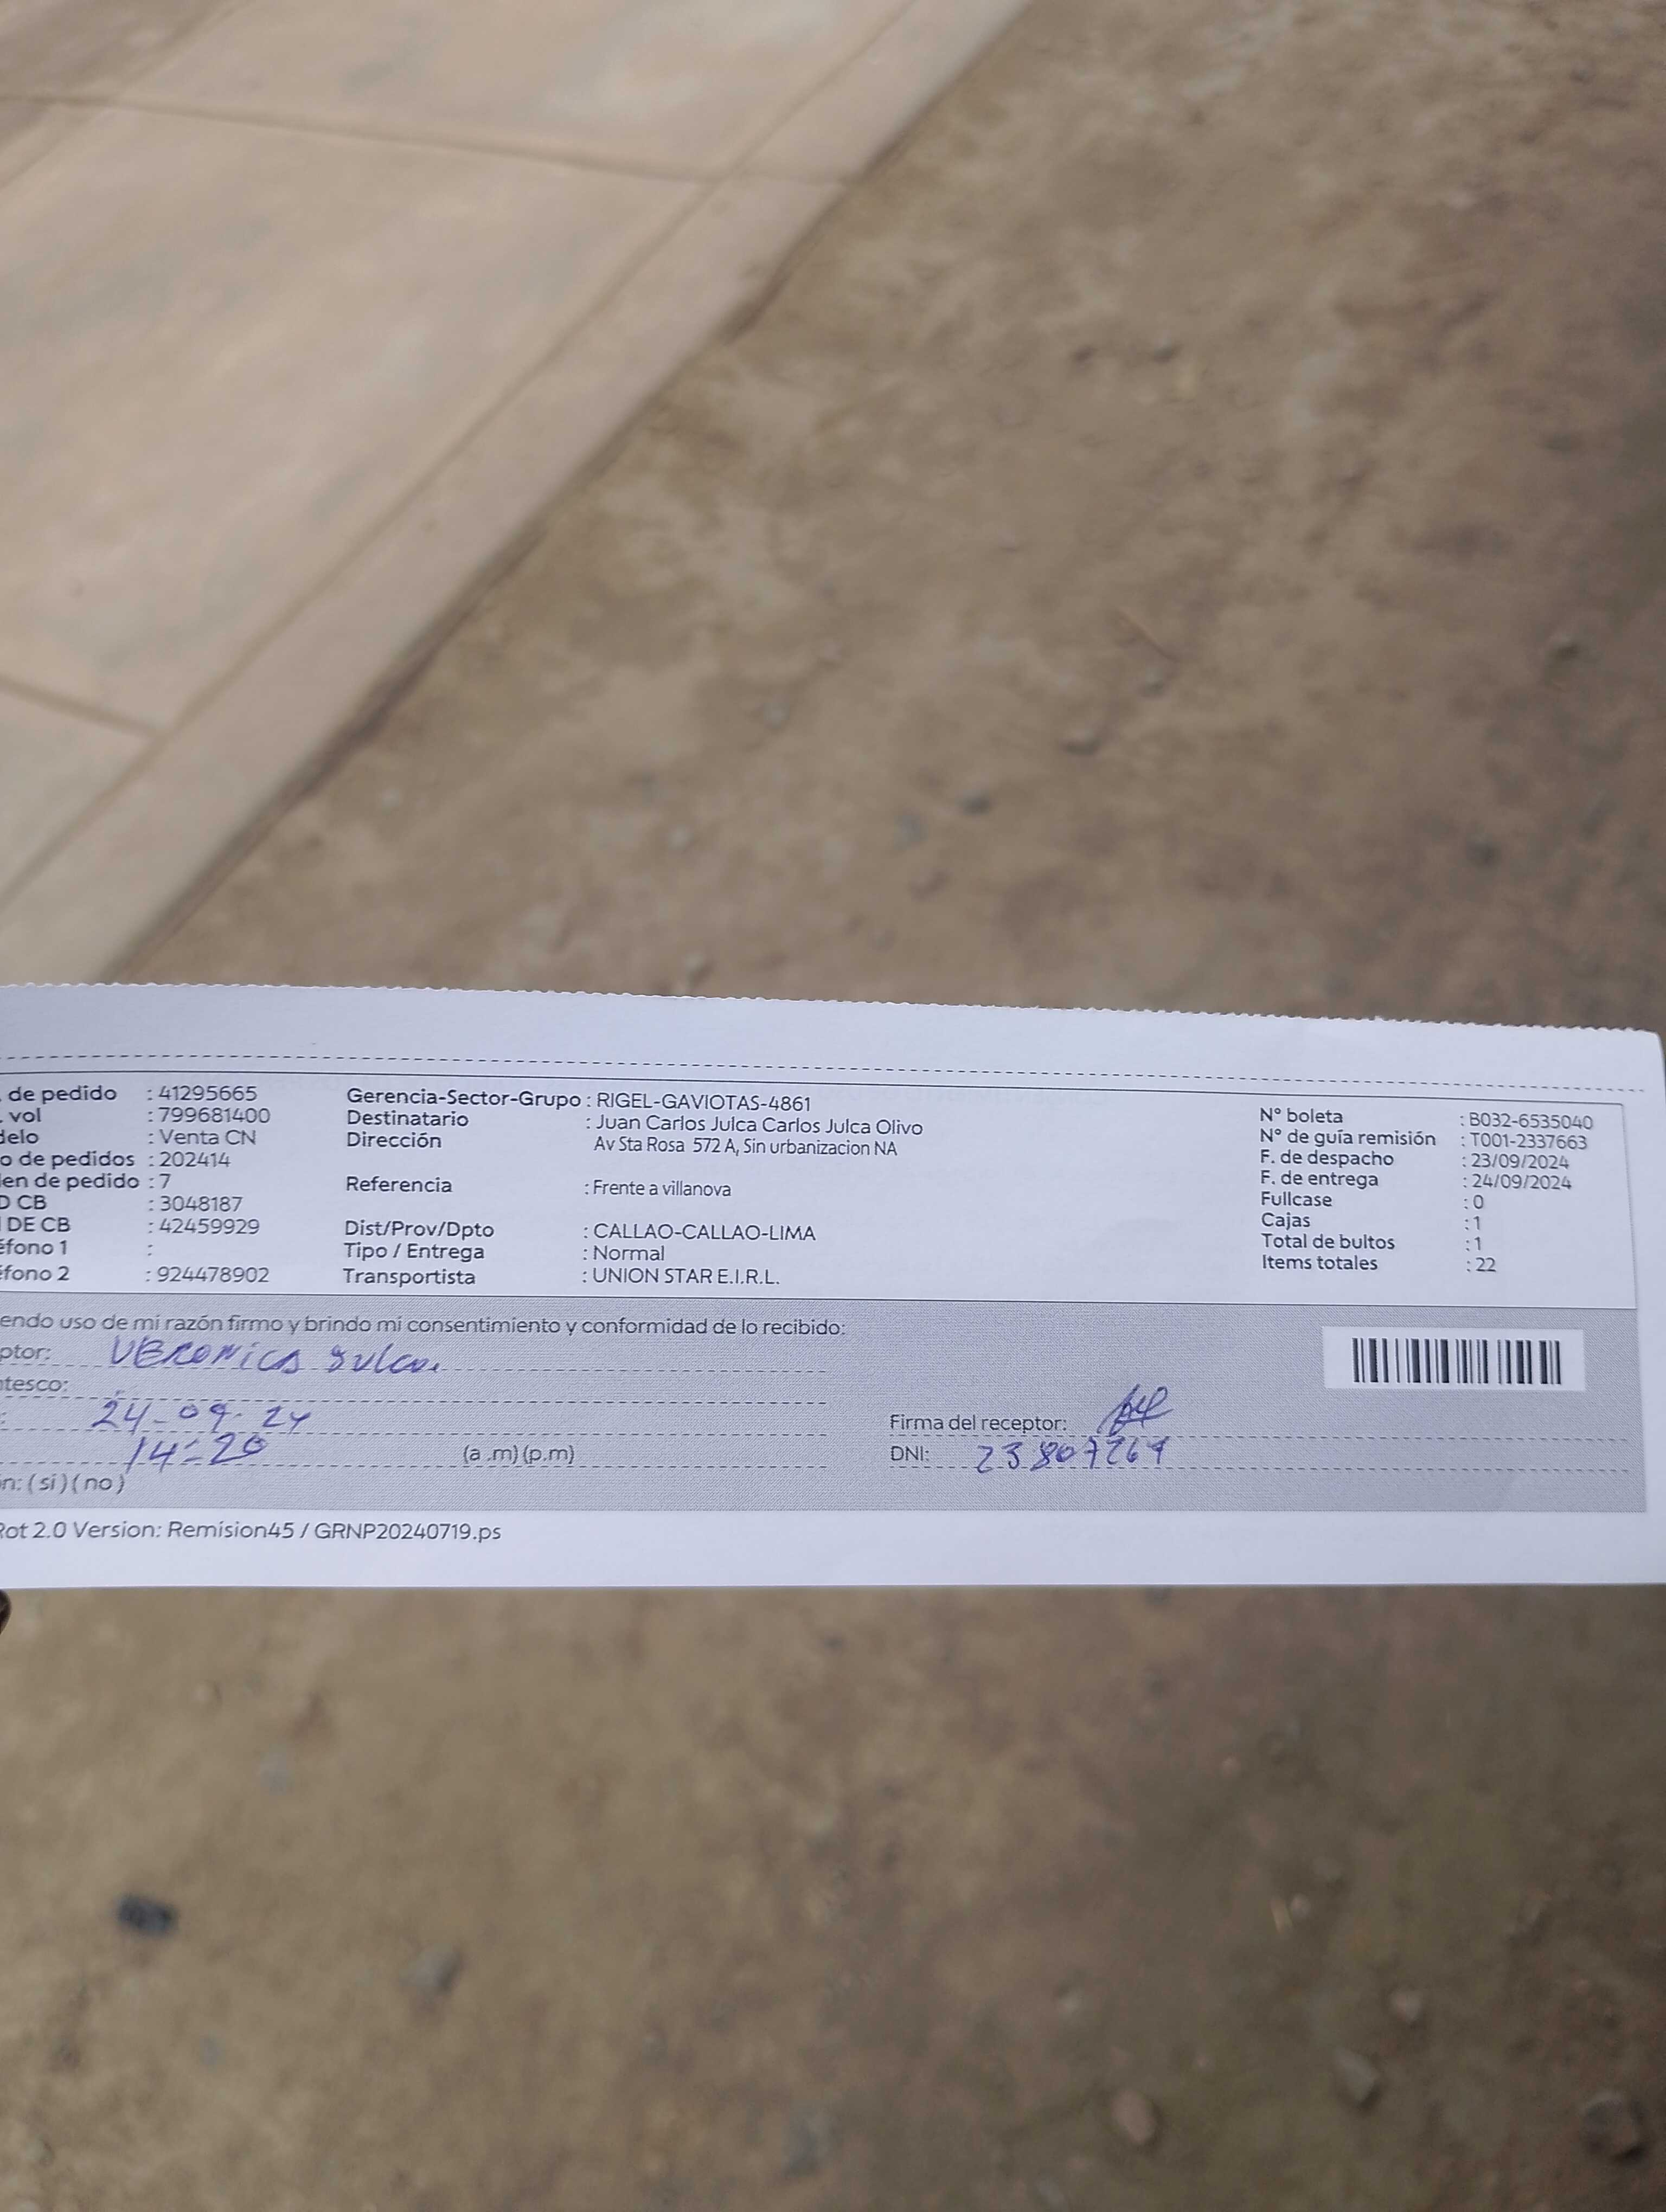 de pedido : 41295665
vol : 799681400
delo : Venta CN
o de pedidos : 202414
en de pedido : 7
D CB : 3048187
DE CB : 42459929
éfono 1 :
éfono 2 : 924478902
Gerencia-Sector-Grupo : RIGEL-GAVIOTAS-4861
Destinatario : Juan Carlos Julca Carlos Julca Olivo
Dirección Av Sta Rosa 572 A, Sin urbanizacion NA
Referencia : Frente a villanova
Dist/Prov/Dpto : CALLAO-CALLAO-LIMA
Tipo / Entrega : Normal
Transportista : UNION STAR E.I.R.L.
N° boleta : B032-6535040
N° de guía remisión : T001-2337663
F. de despacho : 23/09/2024
F. de entrega : 24/09/2024
Fullcase : 0
Cajas : 1
Total de bultos : 1
Items totales : 22
endo uso de mi razón firmo y brindo mi consentimiento y conformidad de lo recibido:
ptor: VERONICA Julca.
tesco:
: 24-09-24
14:20 (a .m) (p.m)
n: ( si ) ( no )
Firma del receptor:
DNI:
Rot 2.0 Version: Remision45 / GRNP20240719.ps